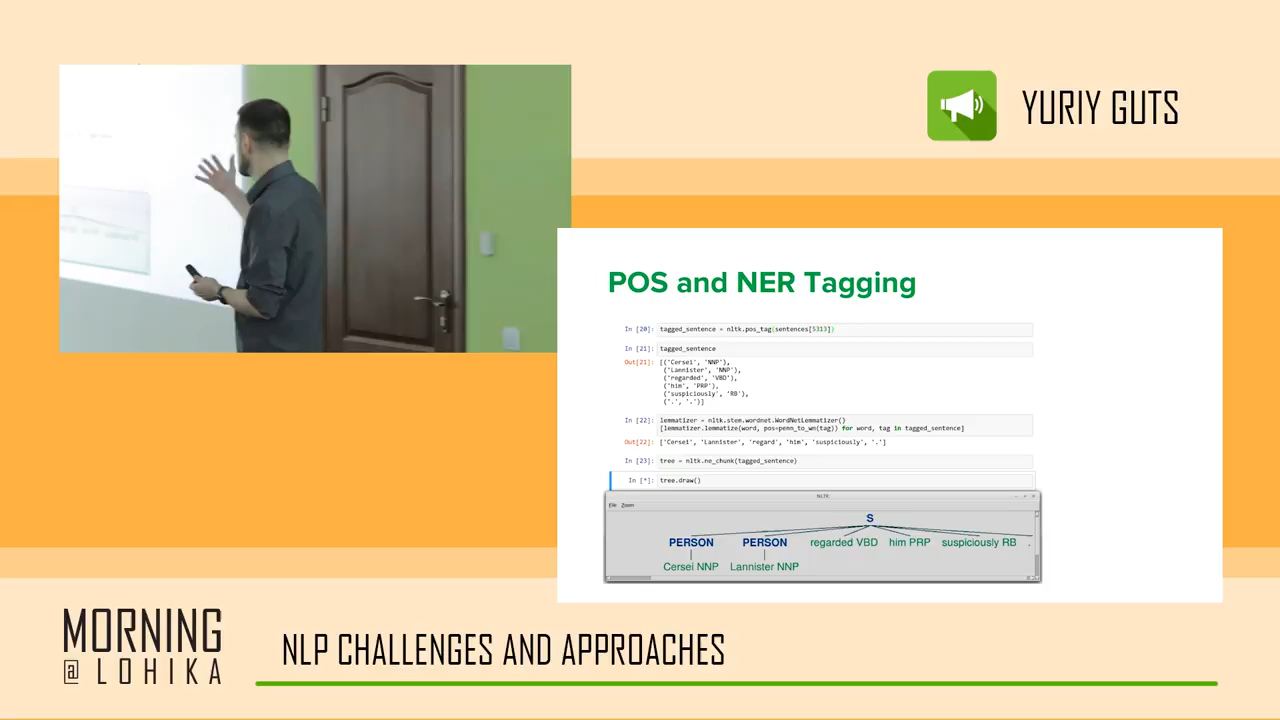 YURIY GUTS
POS and NER Tagging
In [20]: tagged_sentence = nltk.pos_tag(sentences[5313])
In [21]: tagged_sentence
Out[21]: [('Cersei', 'NNP'),
('Lannister', 'NNP'),
('regarded', 'VBD'),
('him', 'PRP'),
('suspiciously', 'RB'),
('.', '.')]
In [22]: lemmatizer = nltk.stem.wordnet.WordNetLemmatizer()
[lemmatizer.lemmatize(word, pos=penn_to_wn(tag)) for word, tag in tagged_sentence]
Out[22]: ['Cersei', 'Lannister', 'regard', 'him', 'suspiciously', '.']
In [23]: tree = nltk.ne_chunk(tagged_sentence)
In [*]: tree.draw()
NLTK
File Zoom
S
PERSON PERSON regarded VBD him PRP suspiciously RB .
Cersei NNP Lannister NNP
MORNING
@ LOHIKA
NLP CHALLENGES AND APPROACHES